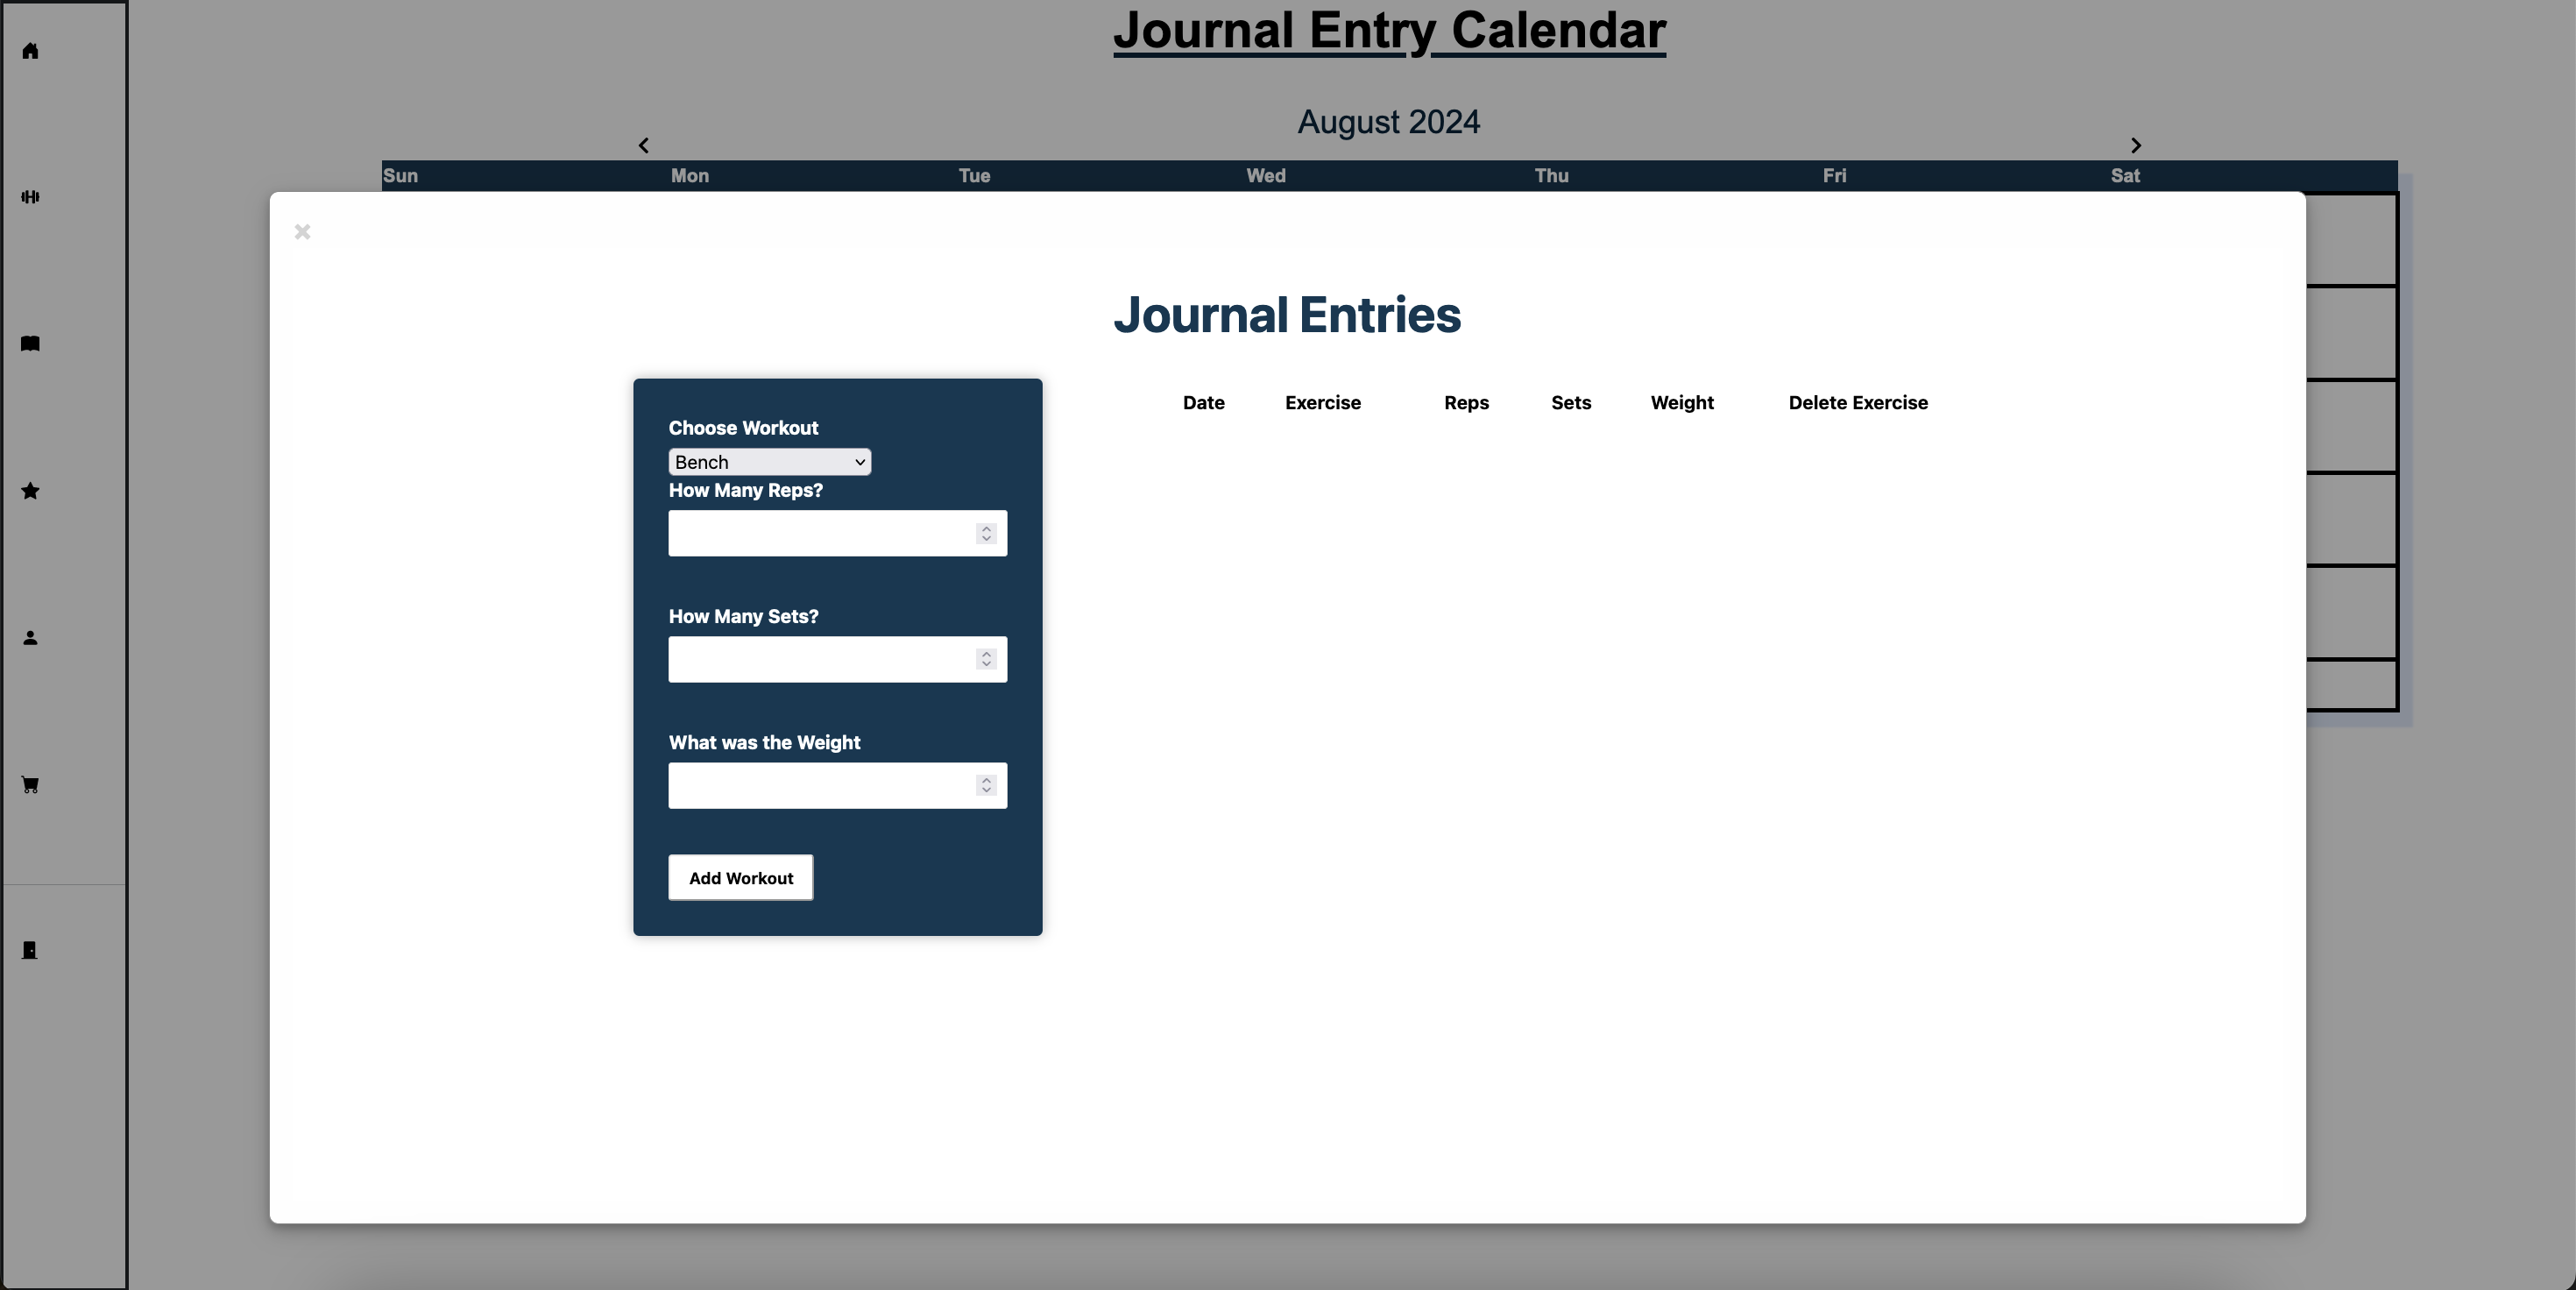 Journal Entry Calendar
August 2024
Sun Mon Tue Wed Thu Fri Sat
Journal Entries
Choose Workout
Bench
How Many Reps?
How Many Sets?
What was the Weight
Add Workout
Date Exercise Reps Sets Weight Delete Exercise